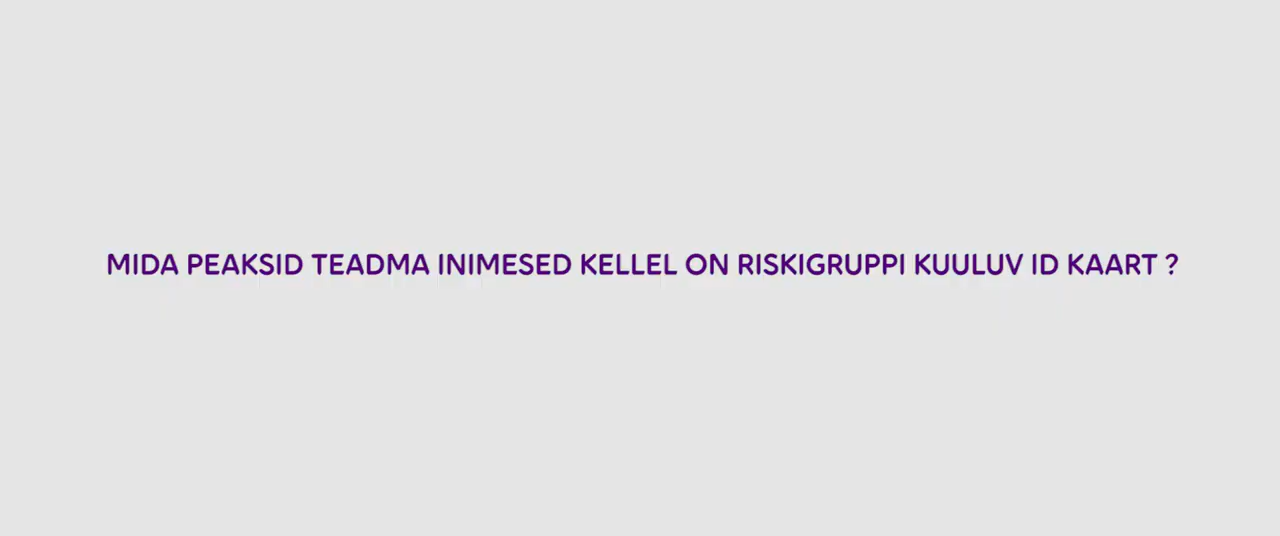 MIDA PEAKSID TEADMA INIMESED KELLEL ON RISKIGRUPPI KUULUV ID KAART ?